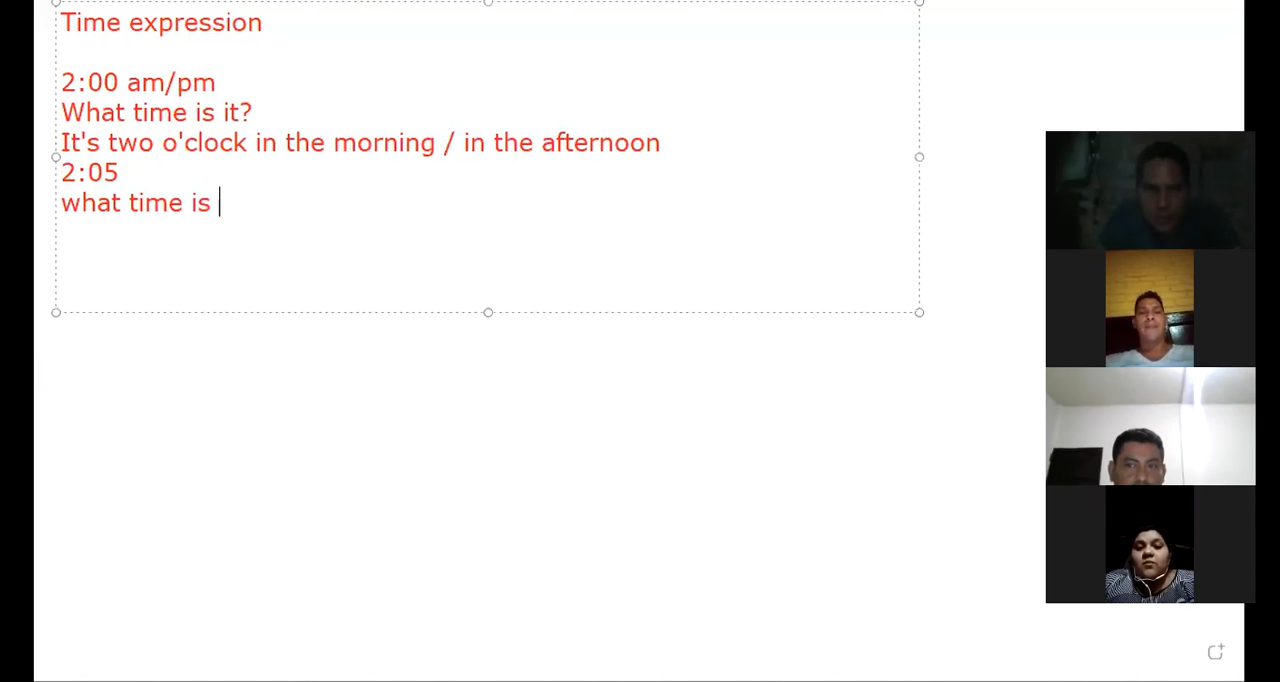 Time expression
2:00 am/pm
What time is it?
It's two o'clock in the morning / in the afternoon
2:05
what time is